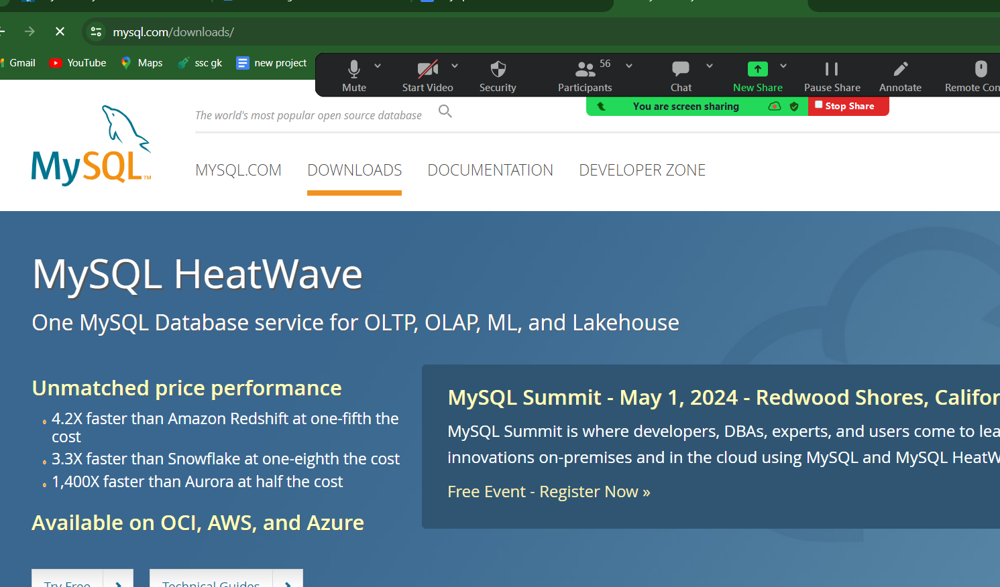 mysql.com/downloads/
Gmail YouTube Maps ssc gk new project
56
Mute Start Video Security Participants Chat New Share Pause Share Annotate Remote Con
You are screen sharing Stop Share
The world's most popular open source database
MySQL™
MYSQL.COM DOWNLOADS DOCUMENTATION DEVELOPER ZONE
MySQL HeatWave
One MySQL Database service for OLTP, OLAP, ML, and Lakehouse
Unmatched price performance
4.2X faster than Amazon Redshift at one-fifth the
cost
3.3X faster than Snowflake at one-eighth the cost
1,400X faster than Aurora at half the cost
Available on OCI, AWS, and Azure
MySQL Summit - May 1, 2024 - Redwood Shores, Califor
MySQL Summit is where developers, DBAs, experts, and users come to lea
innovations on-premises and in the cloud using MySQL and MySQL HeatW
Free Event - Register Now »
Try Free Technical Guides